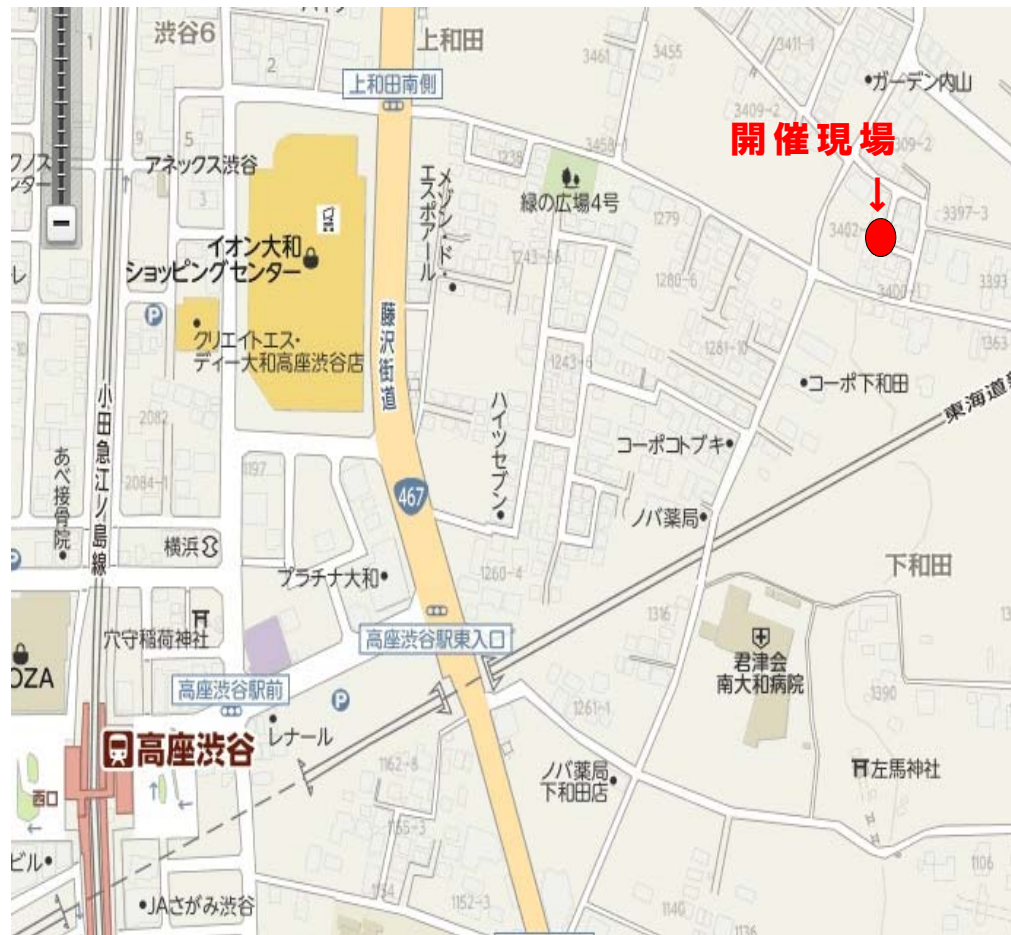 渋谷6
1
2
上和田
3461
3455
3411-1
上和田南側
ガーデン内山
3409-2
開催現場
↓
9
5
アネックス渋谷
3
1238
3458-1
緑の広場4号
1279
3397-3
メゾン・ド・
エスポアール
イオン大和
ショッピングセンター
1243-36
1280-6
3400-1
3393
1363
P
クリエイトエス・
ディー大和高座渋谷店
藤沢街道
1281-10
1243-6
コーポ下和田
東海道
小田急江ノ島線
2082
ハイツセブン
コーポコトブキ
あべ接骨院
2084-1
1197
467
ノバ薬局
横浜
プラチナ大和
1260-4
下和田
1316
穴守稲荷神社
高座渋谷駅東入口
君津会
南大和病院
OZA
高座渋谷駅前
P
1390
1261-1
レナール
高座渋谷
1162-8
ノバ薬局
下和田店
左馬神社
西口
1155-3
ビル
1154
1152-3
1106
JAさがみ渋谷
1140
1136